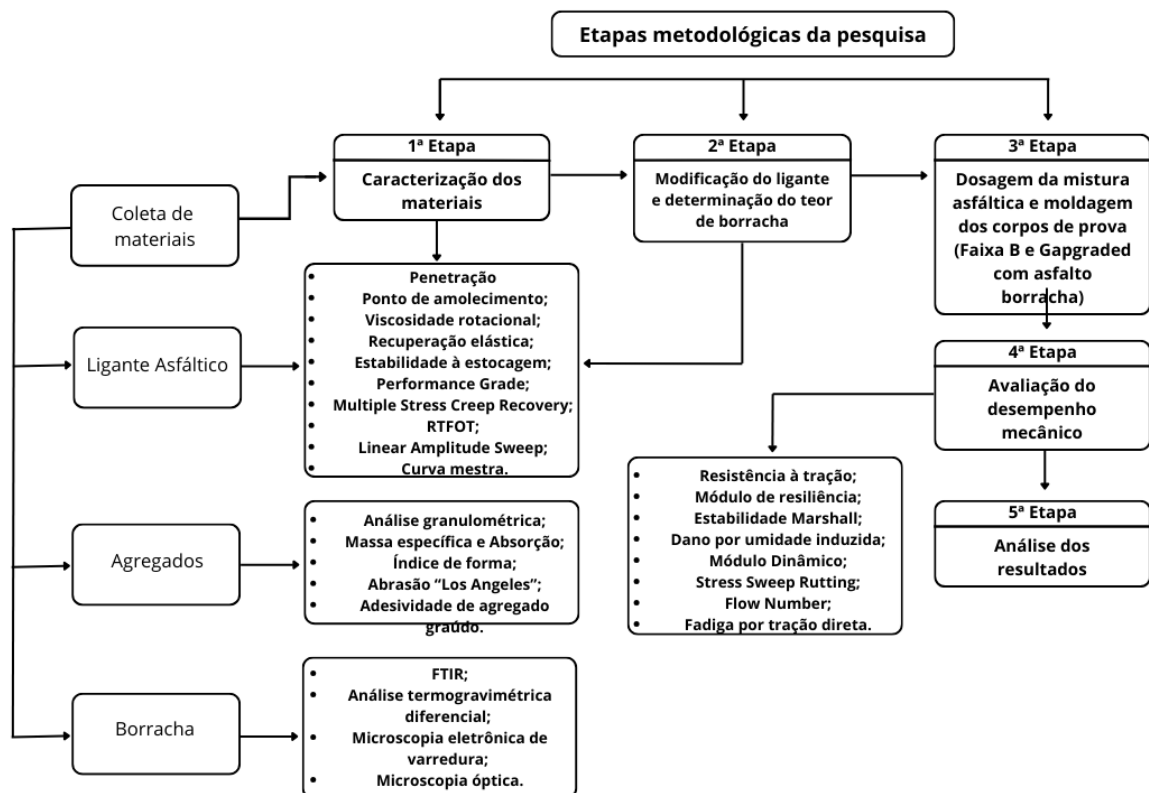 Etapas metodológicas da pesquisa
1ª Etapa
Caracterização dos
materiais
2ª Etapa
Modificação do ligante
e determinação do teor
de borracha
3ª Etapa
Dosagem da mistura
asfáltica e moldagem
dos corpos de prova
(Faixa B e Gapgraded
com asfalto
borracha)
Coleta de
materiais
Ligante Asfáltico
• Penetração
• Ponto de amolecimento;
• Viscosidade rotacional;
• Recuperação elástica;
• Estabilidade à estocagem;
• Performance Grade;
• Multiple Stress Creep Recovery;
• RTFOT;
• Linear Amplitude Sweep;
• Curva mestra.
4ª Etapa
Avaliação do
desempenho
mecânico
• Resistência à tração;
• Módulo de resiliência;
• Estabilidade Marshall;
• Dano por umidade induzida;
• Módulo Dinâmico;
• Stress Sweep Rutting;
• Flow Number;
• Fadiga por tração direta.
5ª Etapa
Análise dos
resultados
Agregados
• Análise granulométrica;
• Massa específica e Absorção;
• Índice de forma;
• Abrasão “Los Angeles”;
• Adesividade de agregado
graúdo.
Borracha
• FTIR;
• Análise termogravimétrica
diferencial;
• Microscopia eletrônica de
varredura;
• Microscopia óptica.